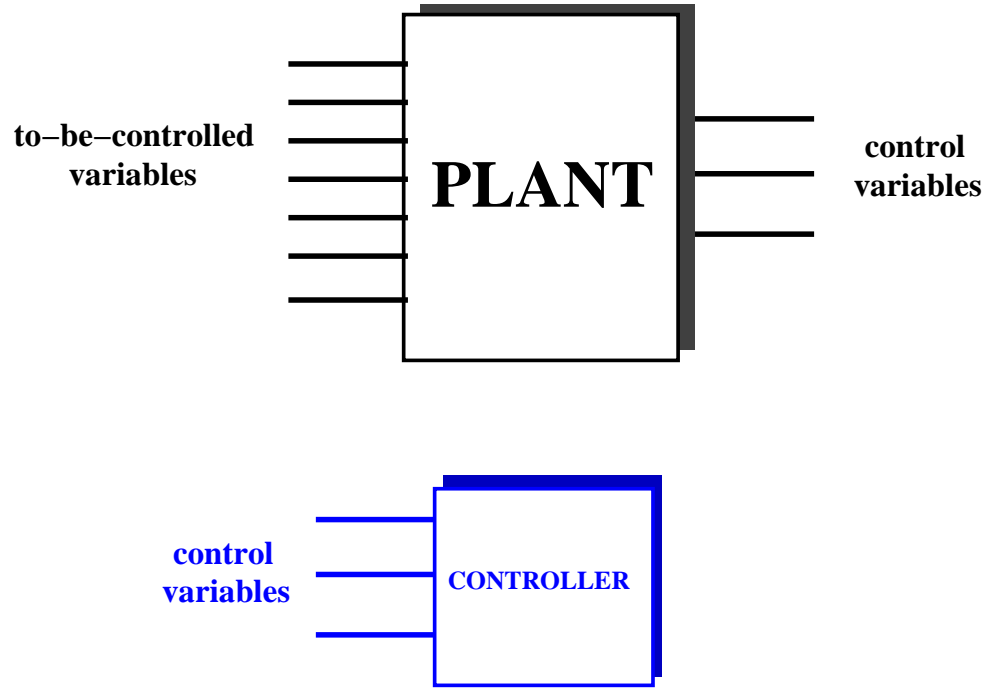 to−be−controlled
variables
PLANT
control
variables
control
variables
CONTROLLER